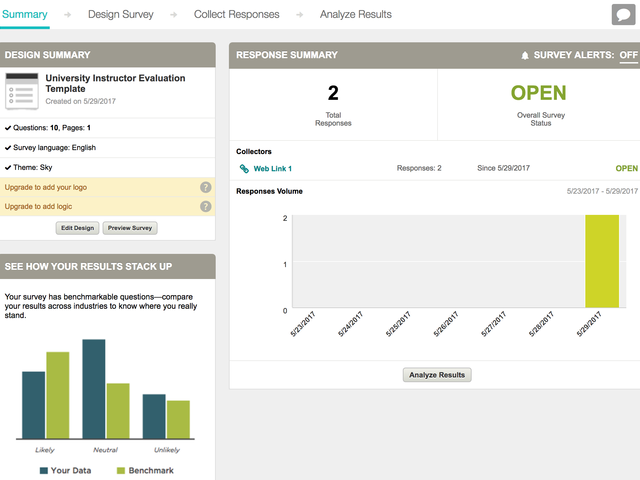 Summary
Design Survey
Collect Responses
Analyze Results
DESIGN SUMMARY
University Instructor Evaluation
Template
Created on 5/29/2017
Questions: 10, Pages: 1
Survey language: English
Theme: Sky
Upgrade to add your logo
?
Upgrade to add logic
?
Edit Design
Preview Survey
SEE HOW YOUR RESULTS STACK UP
Your survey has benchmarkable questions—compare
your results across industries to know where you really
stand.
Likely
Neutral
Unlikely
Your Data
Benchmark
RESPONSE SUMMARY
SURVEY ALERTS: OFF
2
Total
Responses
OPEN
Overall Survey
Status
Collectors
Web Link 1
Responses: 2
Since 5/29/2017
OPEN
Responses Volume
5/23/2017 - 5/29/2017
2
1
0
5/23/2017
5/24/2017
5/25/2017
5/26/2017
5/27/2017
5/28/2017
5/29/2017
Analyze Results